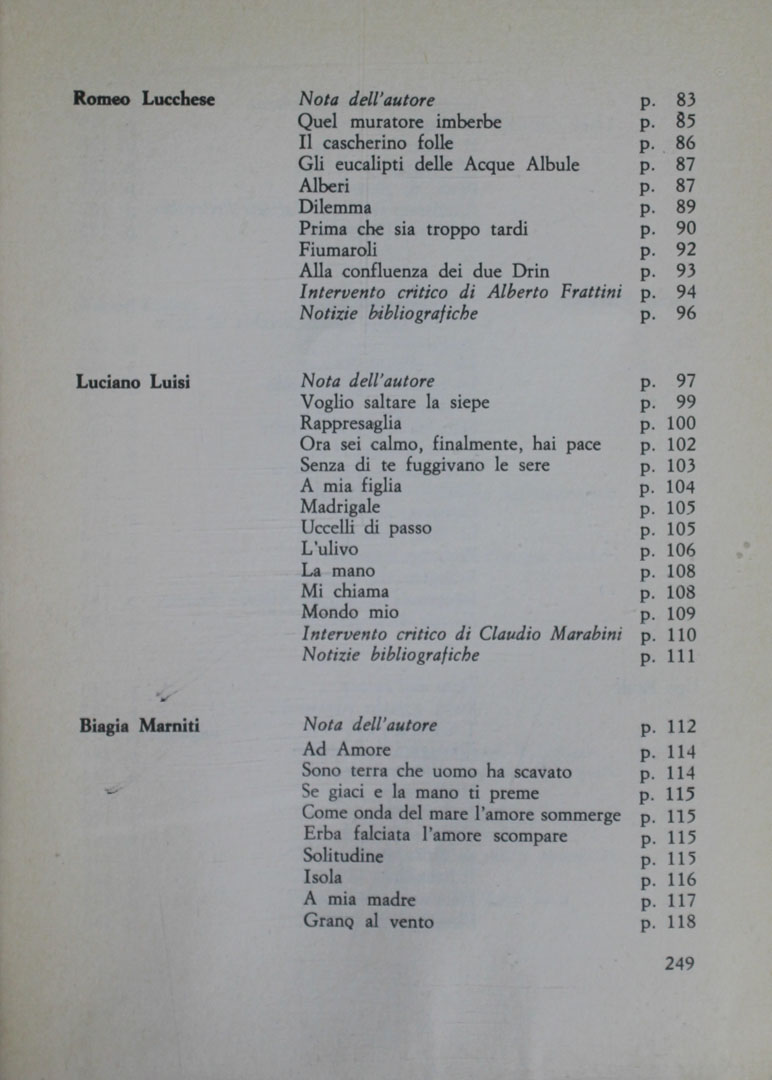 Romeo Lucchese Nota dell'autore p. 83
Quel muratore imberbe p. 85
Il cascherino folle p. 86
Gli eucalipti delle Acque Albule p. 87
Alberi p. 87
Dilemma p. 89
Prima che sia troppo tardi p. 90
Fiumaroli p. 92
Alla confluenza dei due Drin p. 93
Intervento critico di Alberto Frattini p. 94
Notizie bibliografiche p. 96
Luciano Luisi Nota dell'autore p. 97
Voglio saltare la siepe p. 99
Rappresaglia p. 100
Ora sei calmo, finalmente, hai pace p. 102
Senza di te fuggivano le sere p. 103
A mia figlia p. 104
Madrigale p. 105
Uccelli di passo p. 105
L'ulivo p. 106
La mano p. 108
Mi chiama p. 108
Mondo mio p. 109
Intervento critico di Claudio Marabini p. 110
Notizie bibliografiche p. 111
Biagia Marniti Nota dell'autore p. 112
Ad Amore p. 114
Sono terra che uomo ha scavato p. 114
Se giaci e la mano ti preme p. 115
Come onda del mare l'amore sommerge p. 115
Erba falciata l'amore scompare p. 115
Solitudine p. 115
Isola p. 116
A mia madre p. 117
Grano al vento p. 118
249